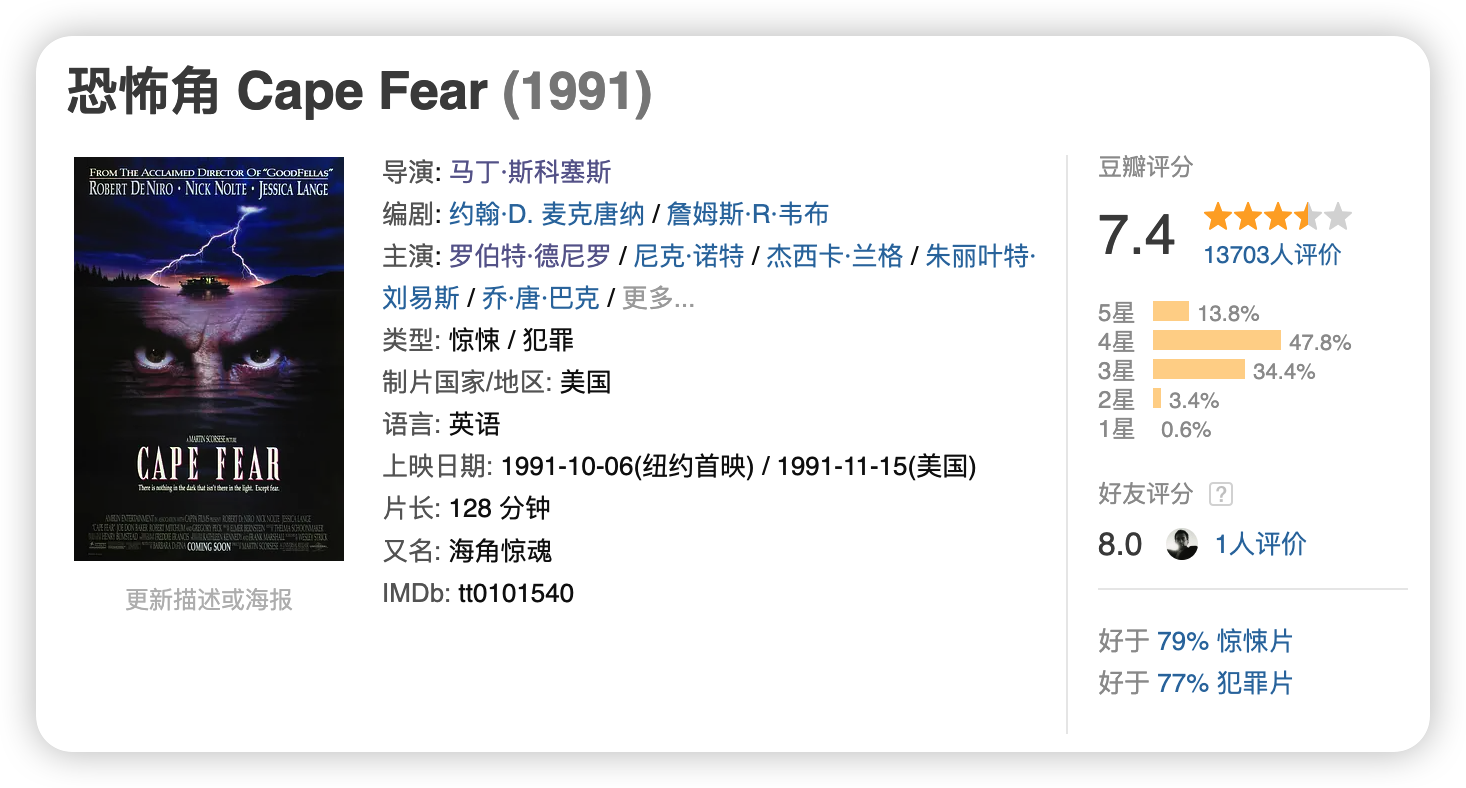 恐怖角 Cape Fear (1991)
FROM THE ACCLAIMED DIRECTOR OF "GOODFELLAS"
ROBERT DE NIRO • NICK NOLTE • JESSICA LANGE
A MARTIN SCORSESE PICTURE
CAPE FEAR
There is nothing in the dark that isn't there in the light. Except fear.
COMING SOON
更新描述或海报
导演: 马丁·斯科塞斯
编剧: 约翰·D. 麦克唐纳 / 詹姆斯·R·韦布
主演: 罗伯特·德尼罗 / 尼克·诺特 / 杰西卡·兰格 / 朱丽叶特·
刘易斯 / 乔·唐·巴克 / 更多...
类型: 惊悚 / 犯罪
制片国家/地区: 美国
语言: 英语
上映日期: 1991-10-06(纽约首映) / 1991-11-15(美国)
片长: 128 分钟
又名: 海角惊魂
IMDb: tt0101540
豆瓣评分
7.4
13703人评价
5星 13.8%
4星 47.8%
3星 34.4%
2星 3.4%
1星 0.6%
好友评分 ?
8.0 1人评价
好于 79% 惊悚片
好于 77% 犯罪片